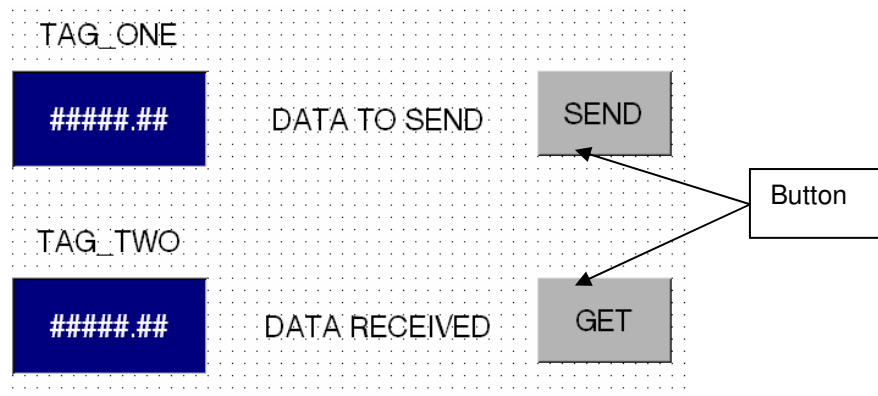 TAG_ONE
#####.## DATA TO SEND SEND
Button
TAG_TWO
#####.## DATA RECEIVED GET